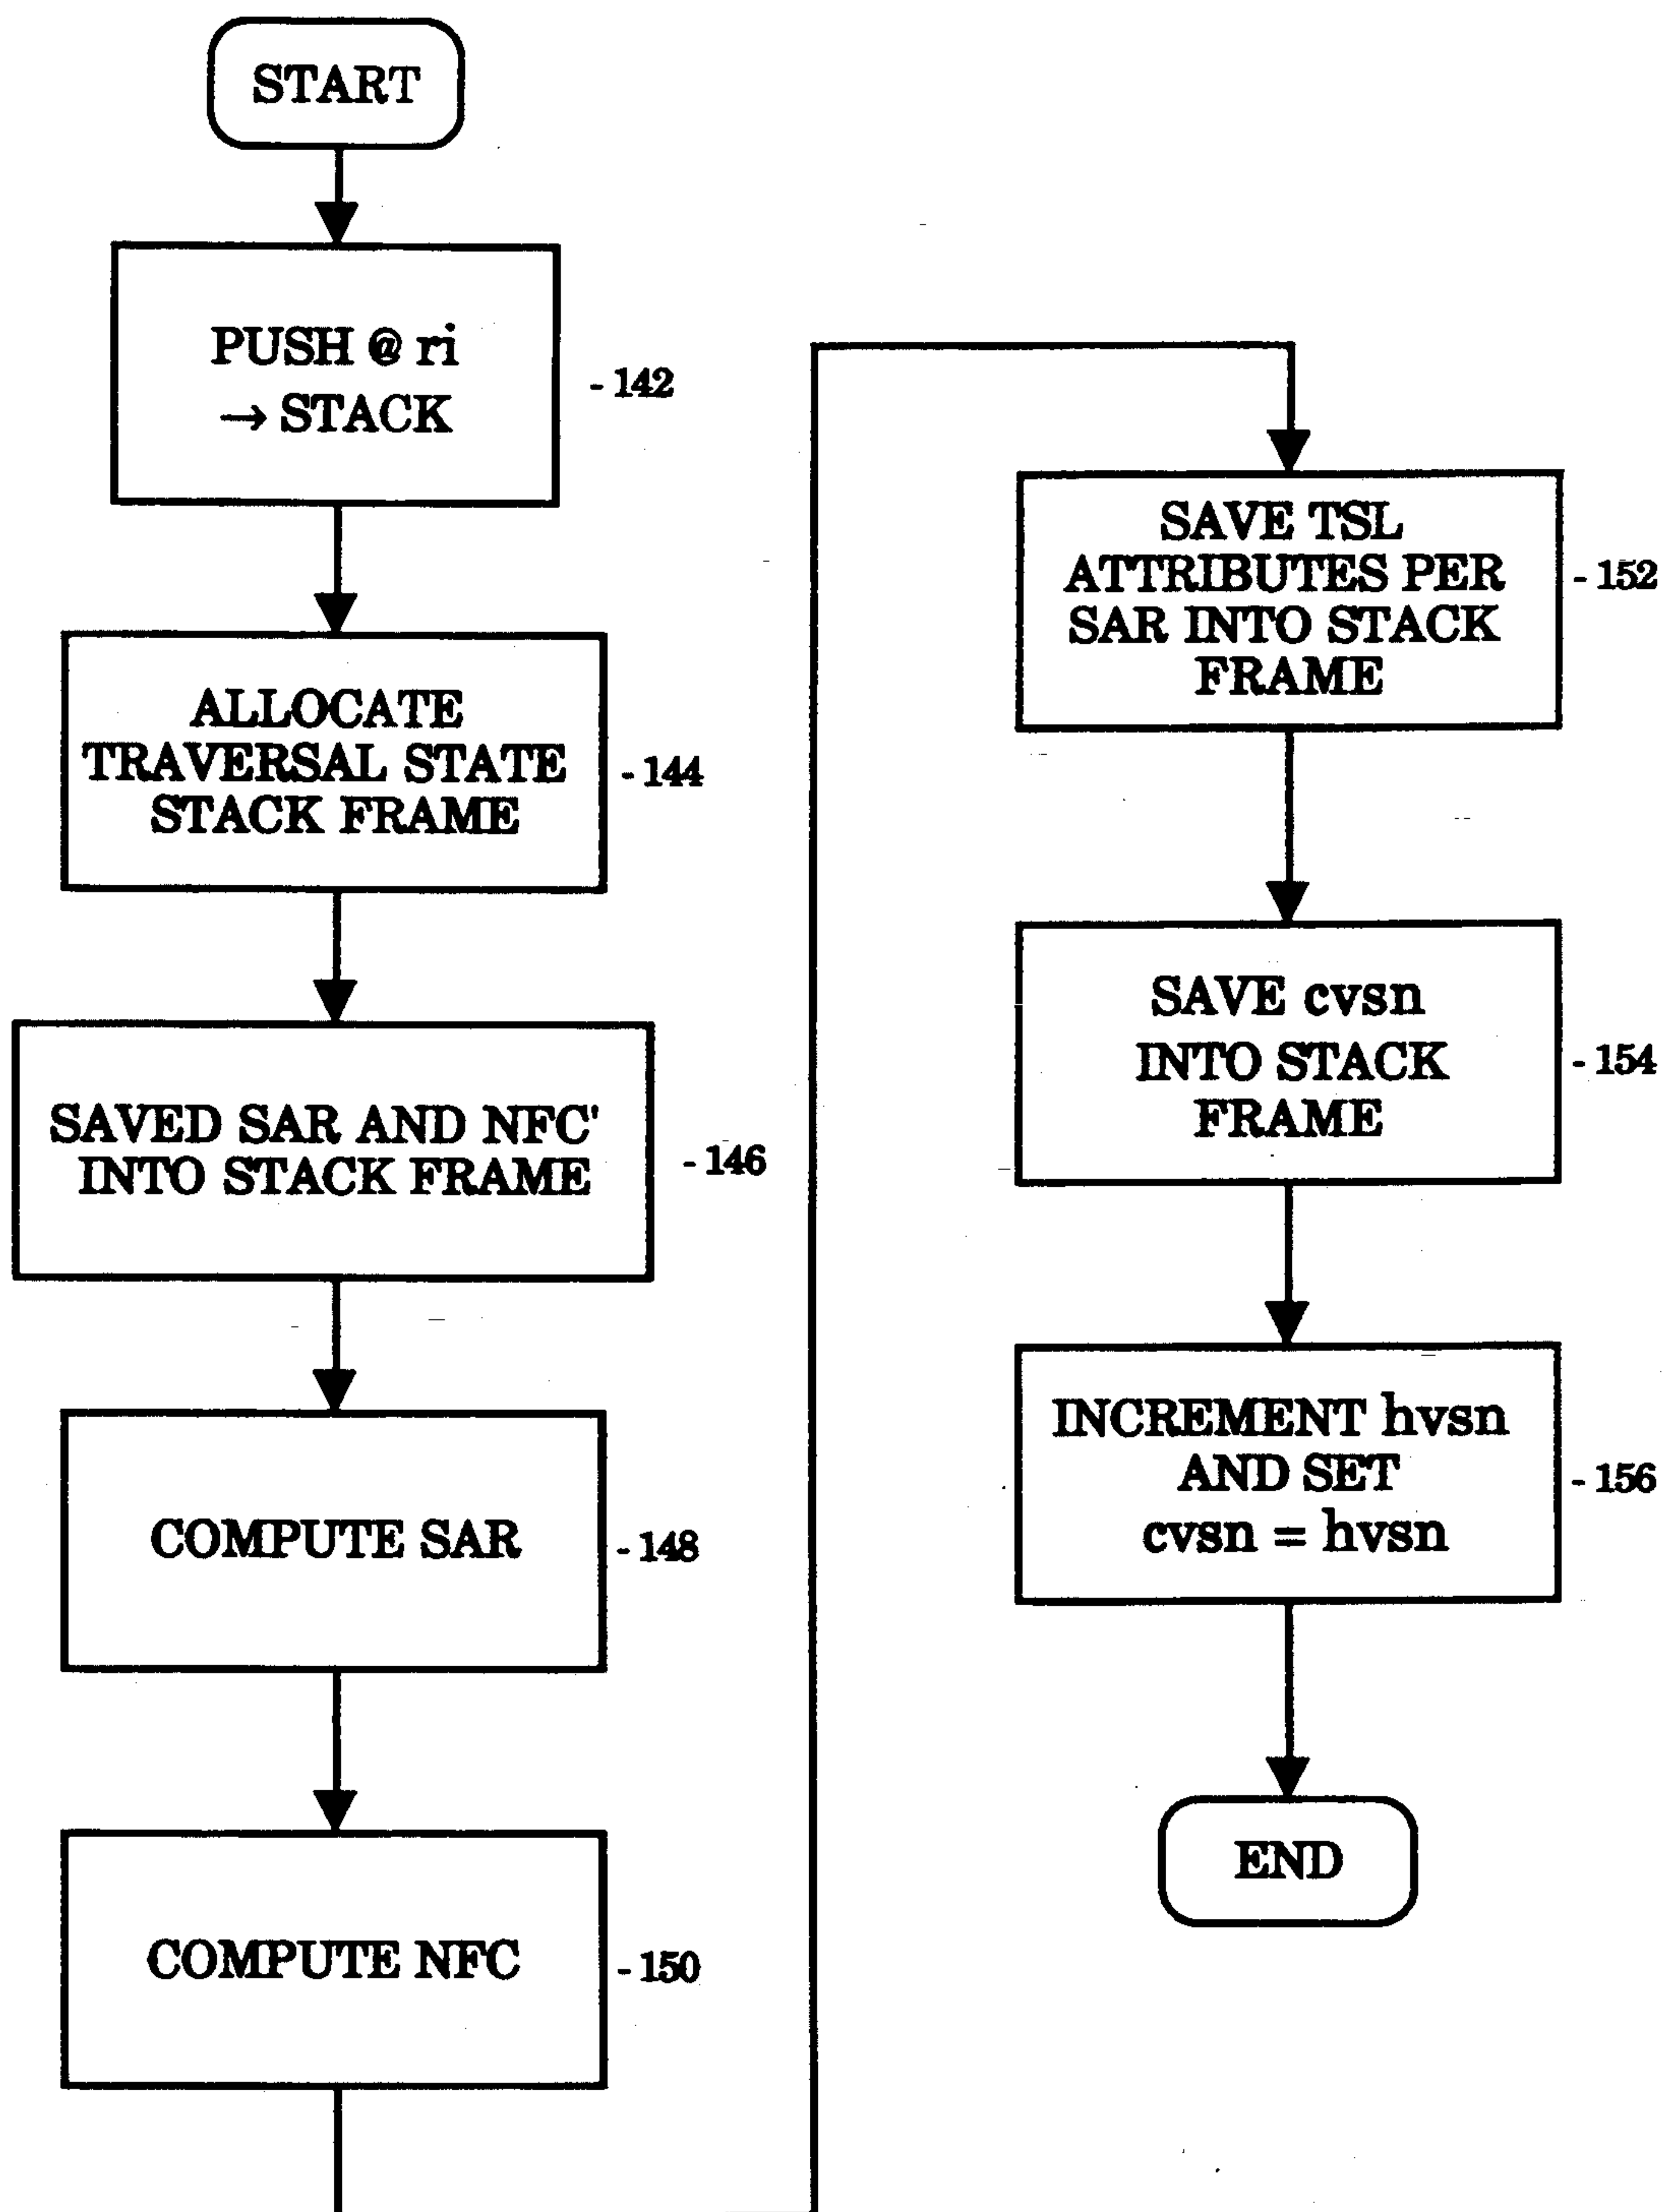 START
PUSH @ ri
→ STACK
- 142
ALLOCATE
TRAVERSAL STATE
STACK FRAME
- 144
SAVED SAR AND NFC'
INTO STACK FRAME
- 146
COMPUTE SAR
- 148
COMPUTE NFC
- 150
SAVE TSL
ATTRIBUTES PER
SAR INTO STACK
FRAME
- 152
SAVE cvsn
INTO STACK
FRAME
- 154
INCREMENT hvsn
AND SET
cvsn = hvsn
- 156
END